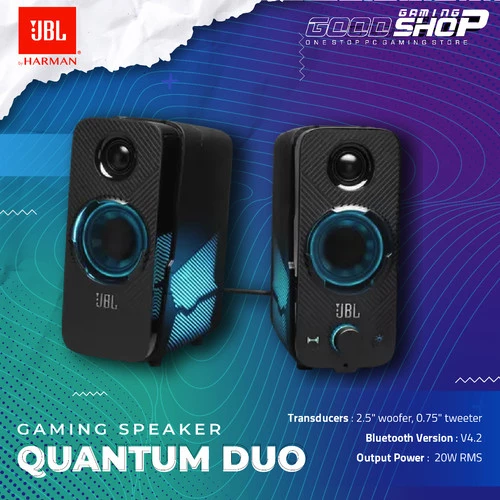 JBL
by HARMAN
GAMING
GOOD SHOP
ONE STOP PC GAMING STORE
JBL
JBL
GAMING SPEAKER
QUANTUM DUO
Transducers : 2.5" woofer, 0.75" tweeter
Bluetooth Version : V4.2
Output Power : 20W RMS